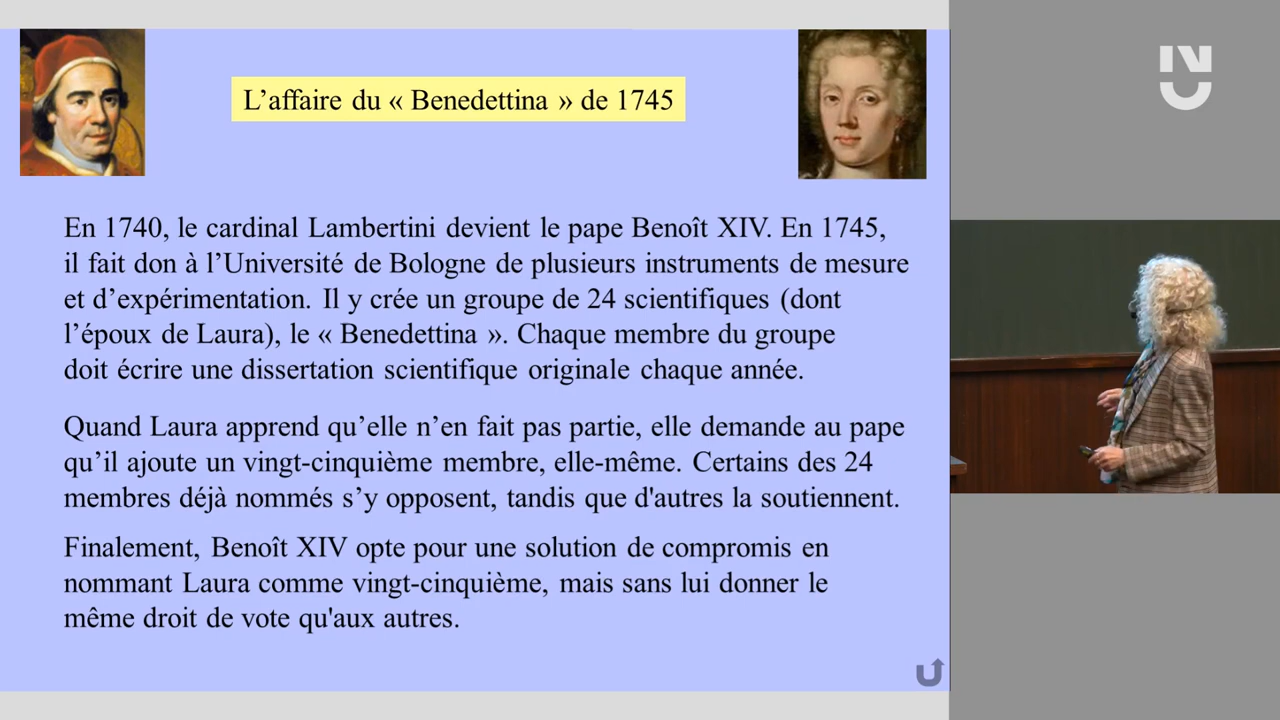 L’affaire du « Benedettina » de 1745
En 1740, le cardinal Lambertini devient le pape Benoît XIV. En 1745,
il fait don à l’Université de Bologne de plusieurs instruments de mesure
et d’expérimentation. Il y crée un groupe de 24 scientifiques (dont
l’époux de Laura), le « Benedettina ». Chaque membre du groupe
doit écrire une dissertation scientifique originale chaque année.
Quand Laura apprend qu’elle n’en fait pas partie, elle demande au pape
qu’il ajoute un vingt-cinquième membre, elle-même. Certains des 24
membres déjà nommés s’y opposent, tandis que d'autres la soutiennent.
Finalement, Benoît XIV opte pour une solution de compromis en
nommant Laura comme vingt-cinquième, mais sans lui donner le
même droit de vote qu'aux autres.